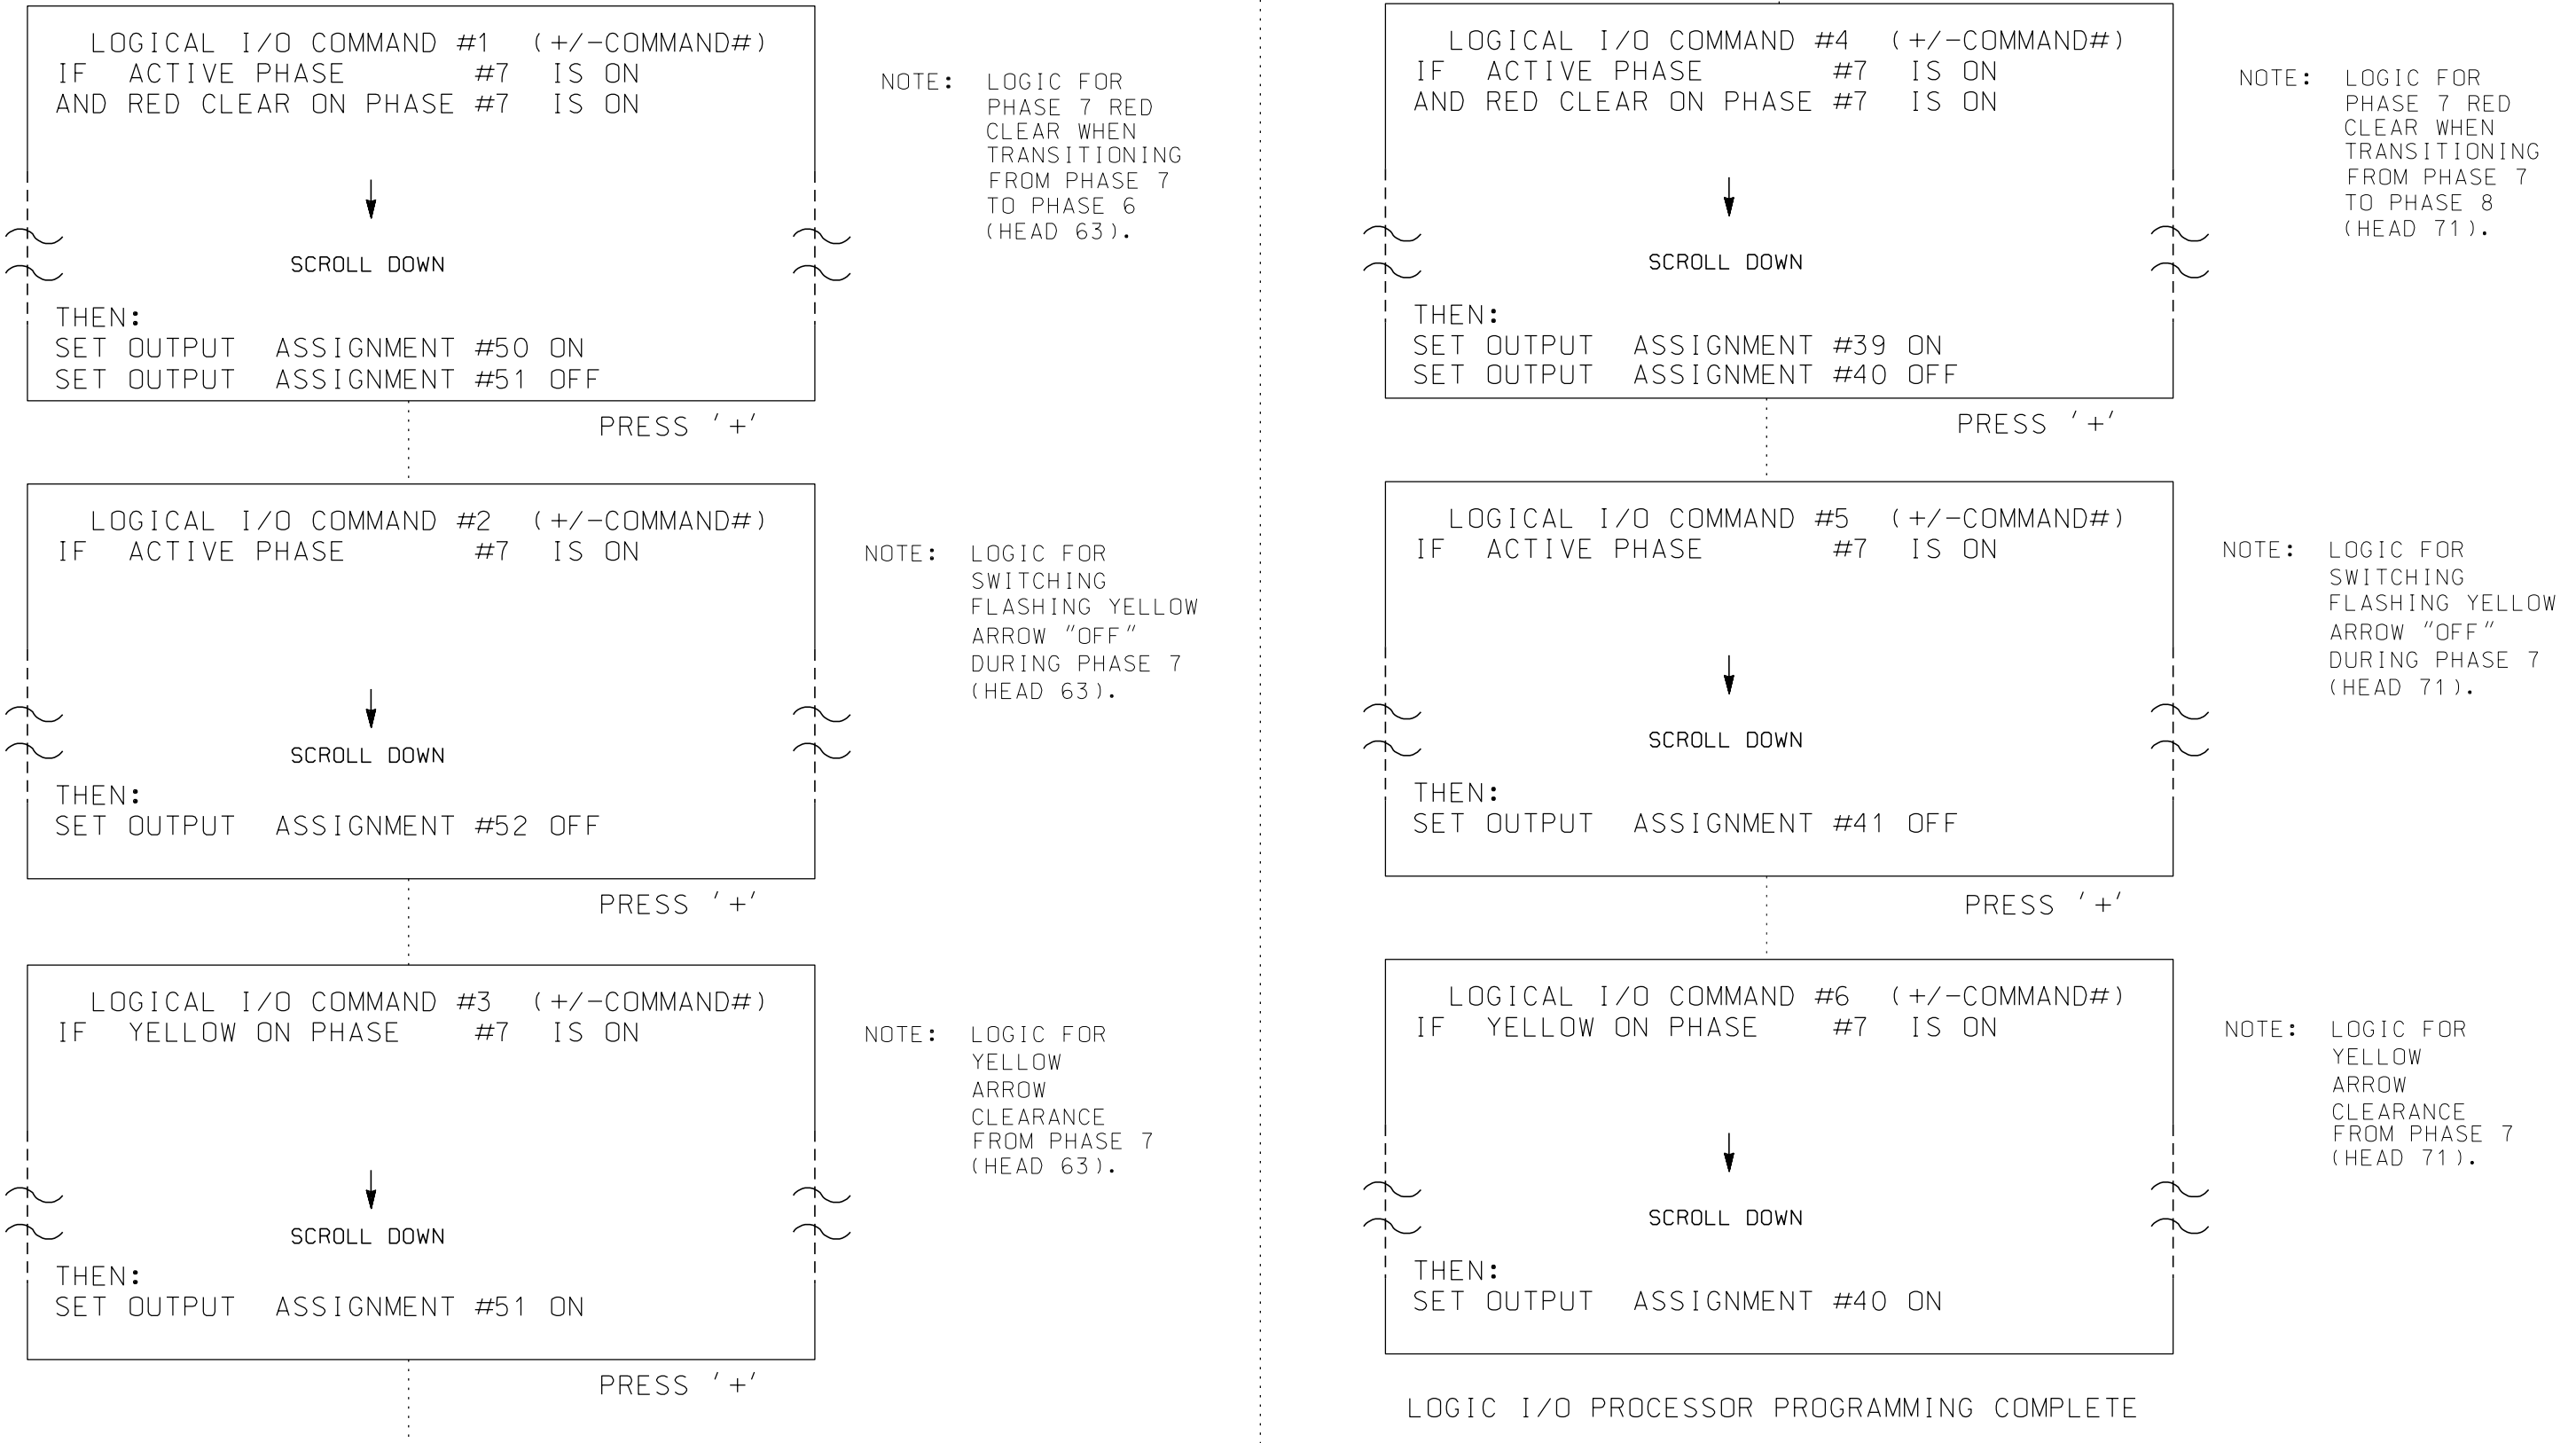 LOGICAL I/O COMMAND #1 (+/-COMMAND#)
IF ACTIVE PHASE #7 IS ON
AND RED CLEAR ON PHASE #7 IS ON
SCROLL DOWN
THEN:
SET OUTPUT ASSIGNMENT #50 ON
SET OUTPUT ASSIGNMENT #51 OFF
PRESS '+'
NOTE: LOGIC FOR
PHASE 7 RED
CLEAR WHEN
TRANSITIONING
FROM PHASE 7
TO PHASE 6
(HEAD 63).
LOGICAL I/O COMMAND #2 (+/-COMMAND#)
IF ACTIVE PHASE #7 IS ON
SCROLL DOWN
THEN:
SET OUTPUT ASSIGNMENT #52 OFF
PRESS '+'
NOTE: LOGIC FOR
SWITCHING
FLASHING YELLOW
ARROW "OFF"
DURING PHASE 7
(HEAD 63).
LOGICAL I/O COMMAND #3 (+/-COMMAND#)
IF YELLOW ON PHASE #7 IS ON
SCROLL DOWN
THEN:
SET OUTPUT ASSIGNMENT #51 ON
PRESS '+'
NOTE: LOGIC FOR
YELLOW
ARROW
CLEARANCE
FROM PHASE 7
(HEAD 63).
LOGICAL I/O COMMAND #4 (+/-COMMAND#)
IF ACTIVE PHASE #7 IS ON
AND RED CLEAR ON PHASE #7 IS ON
SCROLL DOWN
THEN:
SET OUTPUT ASSIGNMENT #39 ON
SET OUTPUT ASSIGNMENT #40 OFF
PRESS '+'
NOTE: LOGIC FOR
PHASE 7 RED
CLEAR WHEN
TRANSITIONING
FROM PHASE 7
TO PHASE 8
(HEAD 71).
LOGICAL I/O COMMAND #5 (+/-COMMAND#)
IF ACTIVE PHASE #7 IS ON
SCROLL DOWN
THEN:
SET OUTPUT ASSIGNMENT #41 OFF
PRESS '+'
NOTE: LOGIC FOR
SWITCHING
FLASHING YELLOW
ARROW "OFF"
DURING PHASE 7
(HEAD 71).
LOGICAL I/O COMMAND #6 (+/-COMMAND#)
IF YELLOW ON PHASE #7 IS ON
SCROLL DOWN
THEN:
SET OUTPUT ASSIGNMENT #40 ON
NOTE: LOGIC FOR
YELLOW
ARROW
CLEARANCE
FROM PHASE 7
(HEAD 71).
LOGIC I/O PROCESSOR PROGRAMMING COMPLETE